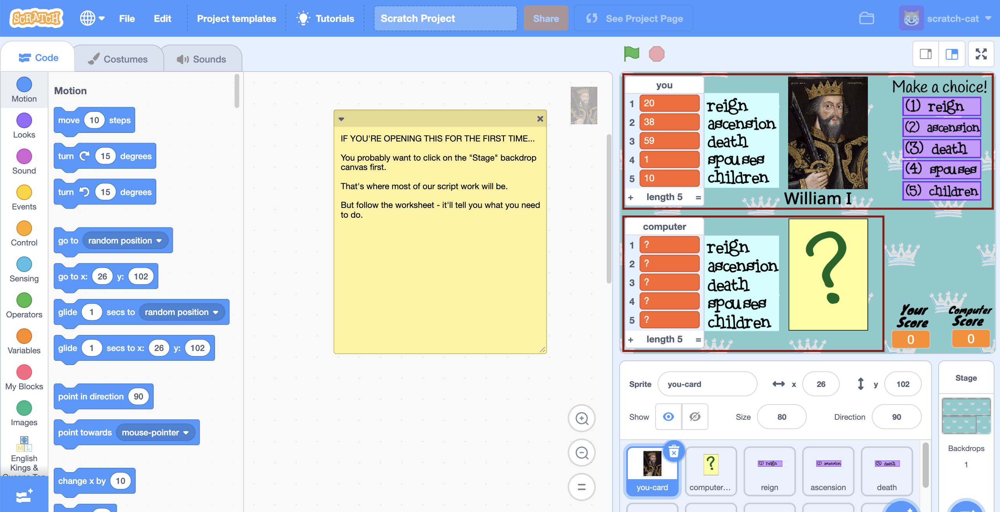 SCRATCH
File
Edit
Project templates
Tutorials
Scratch Project
Share
See Project Page
scratch-cat
Code
Costumes
Sounds
Motion
Looks
Sound
Events
Control
Sensing
Operators
Variables
My Blocks
Images
English
Kings &
Queens Top
Motion
move 10 steps
turn 15 degrees
turn 15 degrees
go to random position
go to x: 26 y: 102
glide 1 secs to random position
glide 1 secs to x: 26 y: 102
point in direction 90
point towards mouse-pointer
change x by 10
IF YOU'RE OPENING THIS FOR THE FIRST TIME...
You probably want to click on the "Stage" backdrop
canvas first.
That's where most of our script work will be.
But follow the worksheet - it'll tell you what you need
to do.
you
1 20
2 38
3 59
4 1
5 10
+ length 5 =
reign
ascension
death
spouses
children
William I
Make a choice!
(1) reign
(2) ascension
(3) death
(4) spouses
(5) children
computer
1 ?
2 ?
3 ?
4 ?
5 ?
+ length 5 =
reign
ascension
death
spouses
children
?
Your
Score
0
Computer
Score
0
Sprite you-card x 26 y 102
Show Size 80 Direction 90
you-card
?
computer...
(1) reign
reign
(2) ascension
ascension
(3) death
death
Stage
Backdrops
1